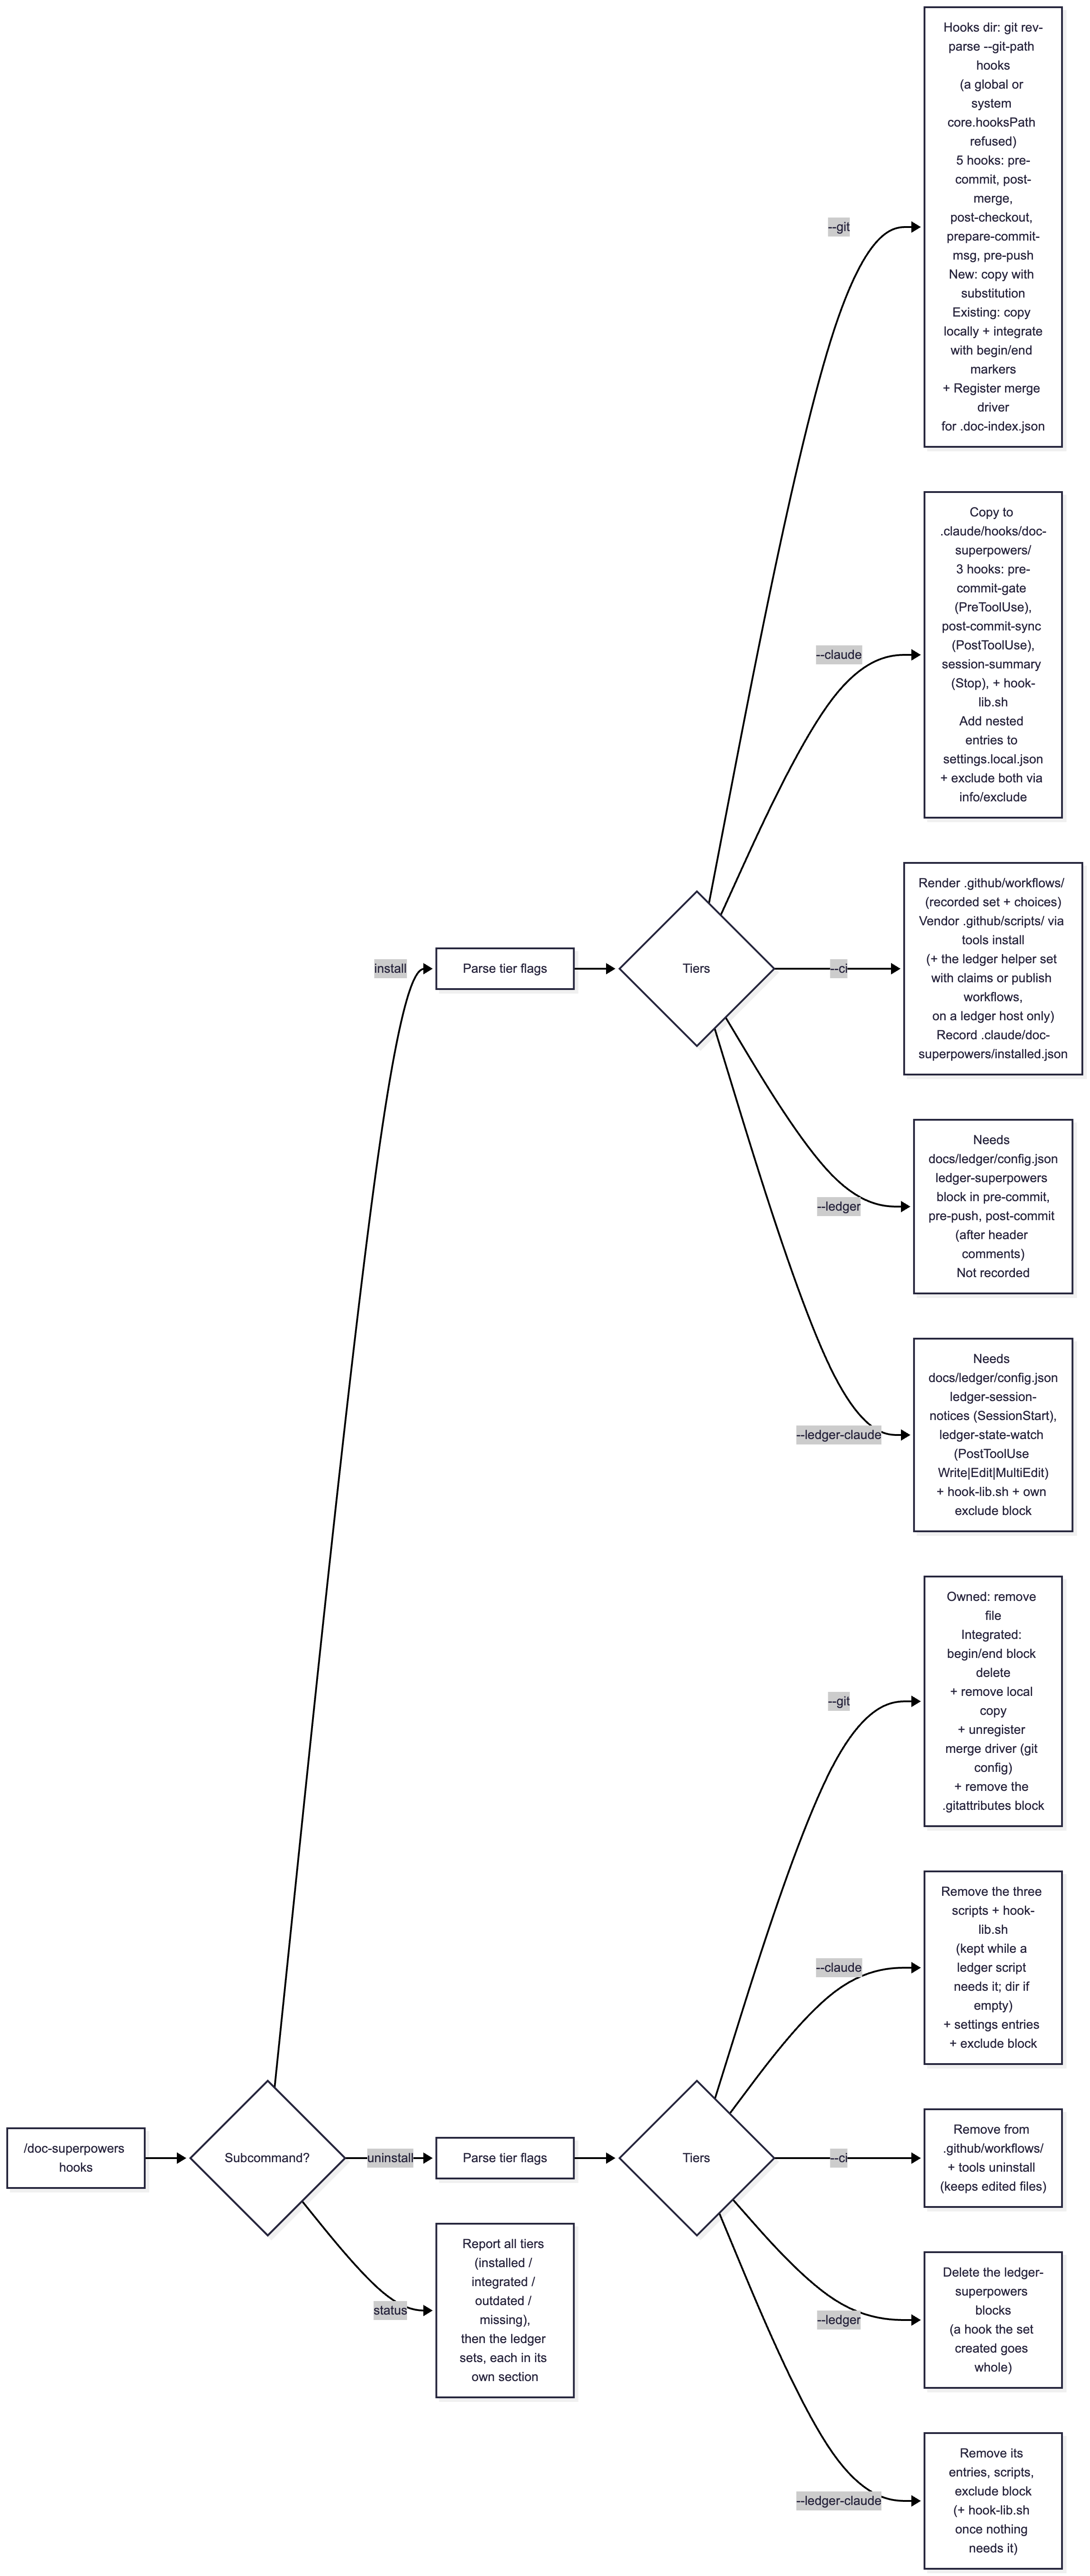 /doc-superpowers
hooks
Subcommand?
install
Parse tier flags
Tiers
--git
Hooks dir: git rev-
parse --git-path
hooks
(a global or
system
core.hooksPath
refused)
5 hooks: pre-
commit, post-
merge,
post-checkout,
prepare-commit-
msg, pre-push
New: copy with
substitution
Existing: copy
locally + integrate
with begin/end
markers
+ Register merge
driver
for .doc-index.json
--claude
Copy to
.claude/hooks/doc-
superpowers/
3 hooks: pre-
commit-gate
(PreToolUse),
post-commit-sync
(PostToolUse),
session-summary
(Stop), + hook-
lib.sh
Add nested
entries to
settings.local.json
+ exclude both via
info/exclude
--ci
Render .github/workflows/
(recorded set + choices)
Vendor .github/scripts/ via
tools install
(+ the ledger helper set
with claims or publish
workflows,
on a ledger host only)
Record .claude/doc-
superpowers/installed.json
--ledger
Needs
docs/ledger/config.json
ledger-superpowers
block in pre-commit,
pre-push, post-commit
(after header
comments)
Not recorded
--ledger-claude
Needs
docs/ledger/config.json
ledger-session-
notices (SessionStart),
ledger-state-watch
(PostToolUse
Write|Edit|MultiEdit)
+ hook-lib.sh + own
exclude block
uninstall
Parse tier flags
Tiers
--git
Owned: remove
file
Integrated:
begin/end block
delete
+ remove local
copy
+ unregister
merge driver (git
config)
+ remove the
.gitattributes block
--claude
Remove the three
scripts + hook-
lib.sh
(kept while a
ledger script
needs it; dir if
empty)
+ settings entries
+ exclude block
--ci
Remove from
.github/workflows/
+ tools uninstall
(keeps edited files)
--ledger
Delete the ledger-
superpowers
blocks
(a hook the set
created goes
whole)
--ledger-claude
Remove its
entries, scripts,
exclude block
(+ hook-lib.sh
once nothing
needs it)
status
Report all tiers
(installed /
integrated /
outdated /
missing),
then the ledger
sets, each in its
own section